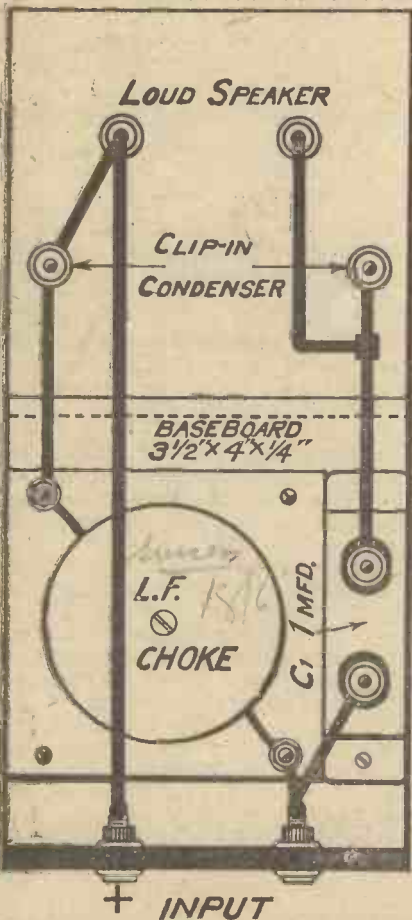 LOUD SPEAKER
CLIP-IN
CONDENSER
BASEBOARD
3½"×4"×¼"
L.F.
CHOKE
C1 1 MFD.
+ INPUT